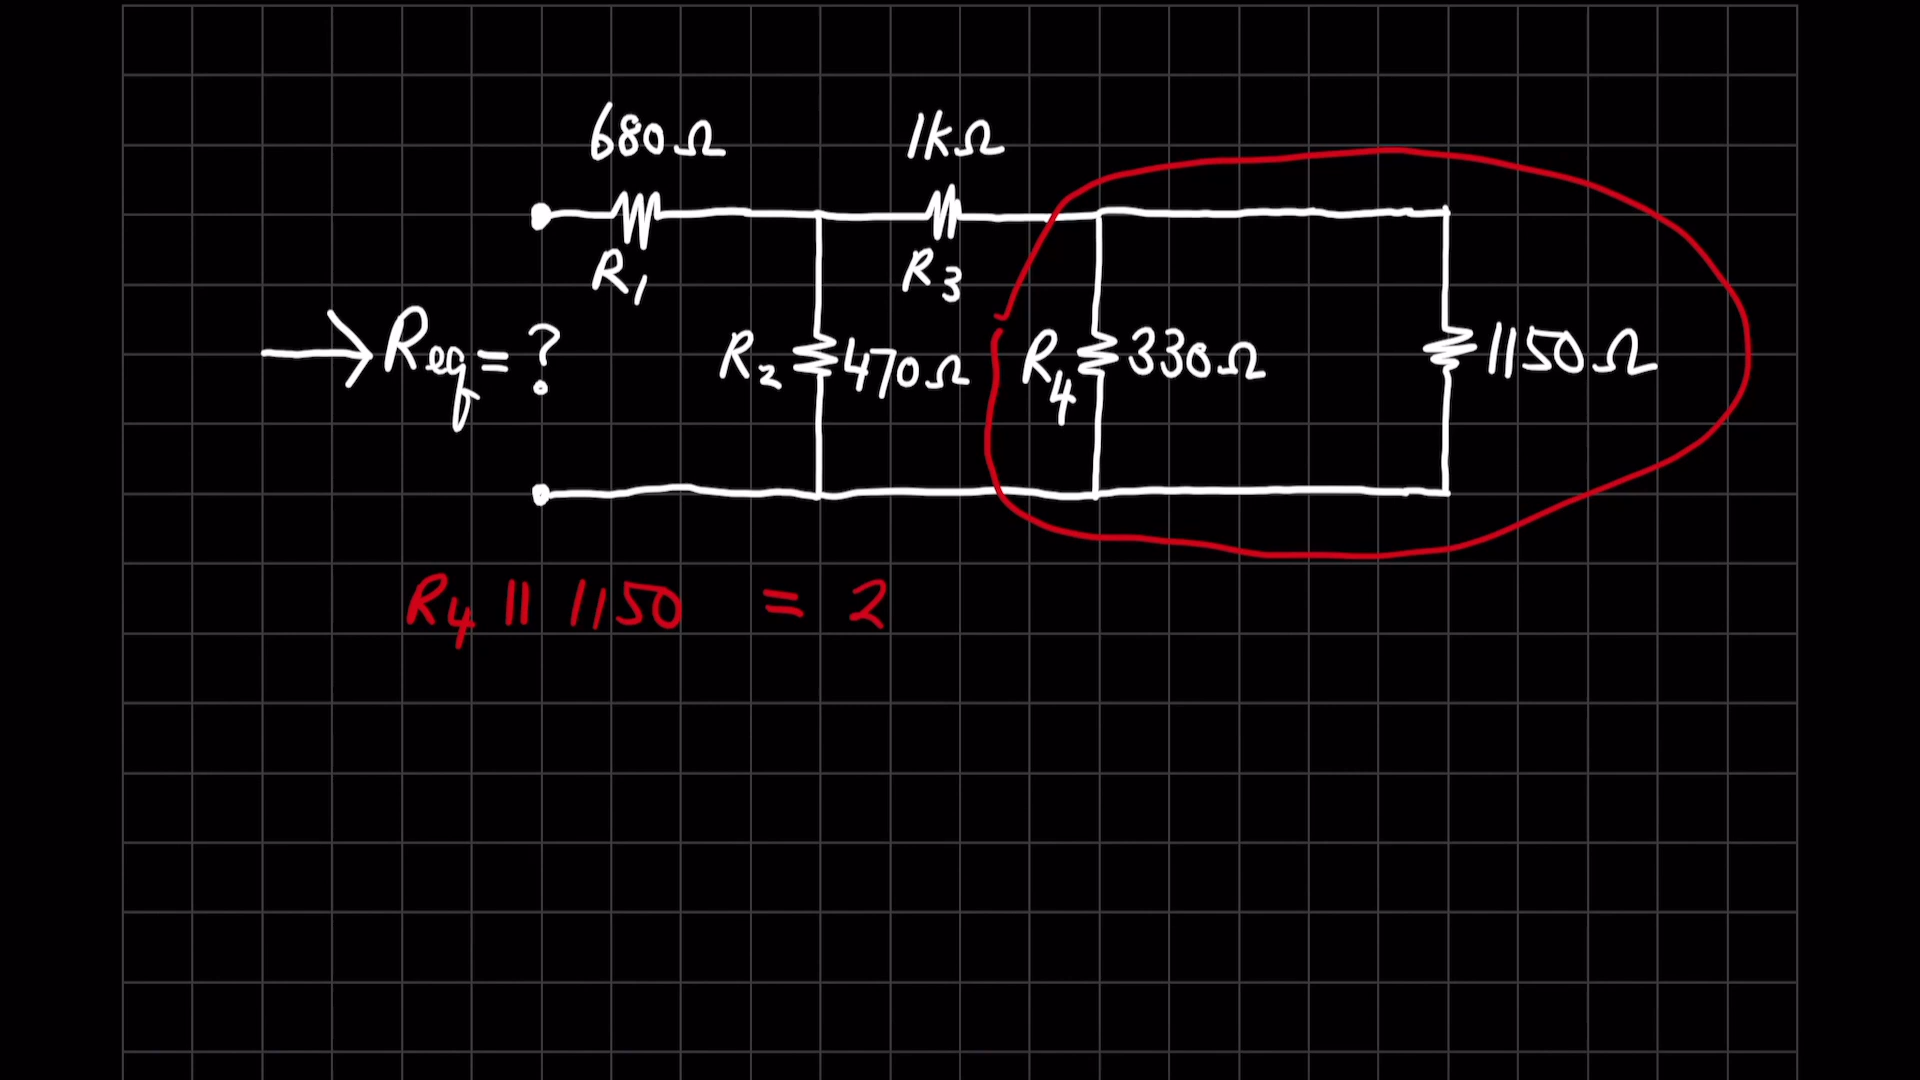 680Ω 1kΩ
R₁ R₃
→ Req = ? R₂ 470Ω R₄ 330Ω 1150Ω
R₄ || 1150 = 2